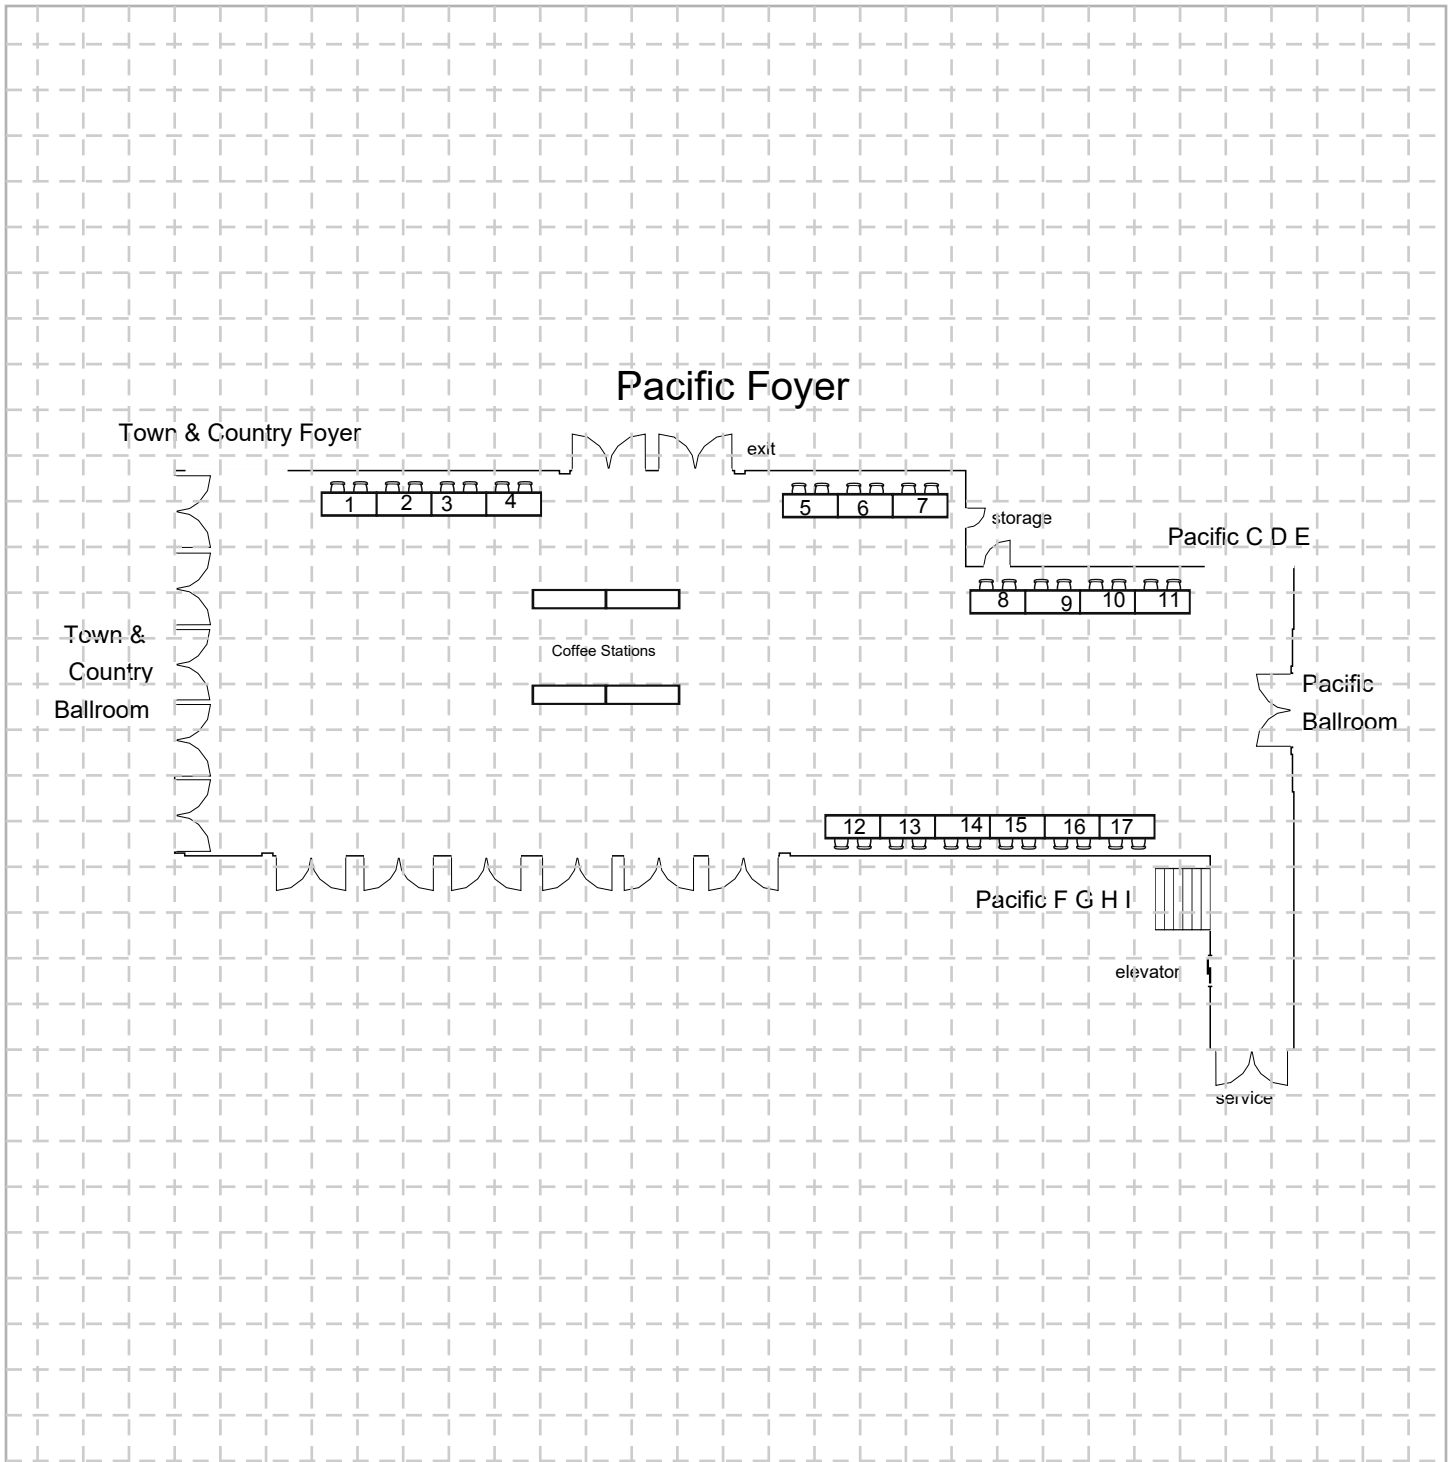 Pacific Foyer
Town & Country Foyer
exit
1 2 3 4
5 6 7
storage
Pacific C D E
8 9 10 11
Town &
Country
Ballroom
Coffee Stations
Pacific
Ballroom
12 13 14 15 16 17
Pacific F G H I
elevator
service